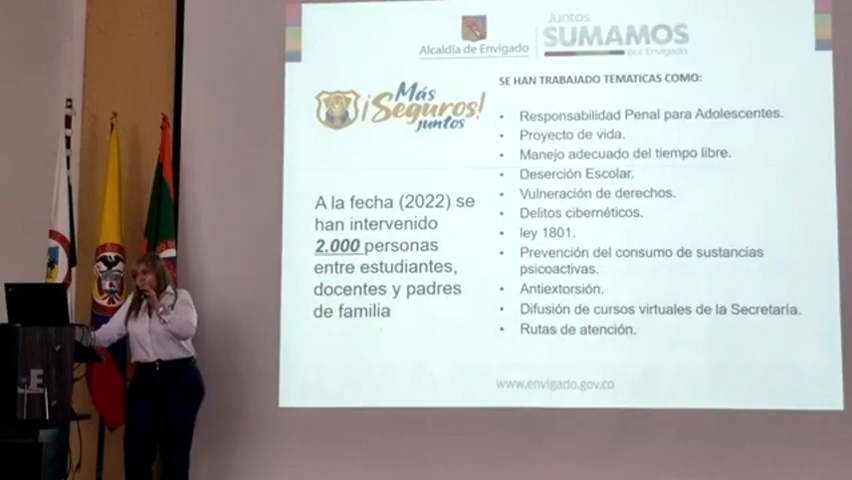 Alcaldía de Envigado
Juntos
SUMAMOS
por Envigado
Más
¡Seguros!
juntos
A la fecha (2022) se
han intervenido
2.000 personas
entre estudiantes,
docentes y padres
de familia
SE HAN TRABAJADO TEMATICAS COMO:
• Responsabilidad Penal para Adolescentes.
• Proyecto de vida.
• Manejo adecuado del tiempo libre.
• Deserción Escolar.
• Vulneración de derechos.
• Delitos cibernéticos.
• ley 1801.
• Prevención del consumo de sustancias
psicoactivas.
• Antiextorsión.
• Difusión de cursos virtuales de la Secretaría.
• Rutas de atención.
www.envigado.gov.co